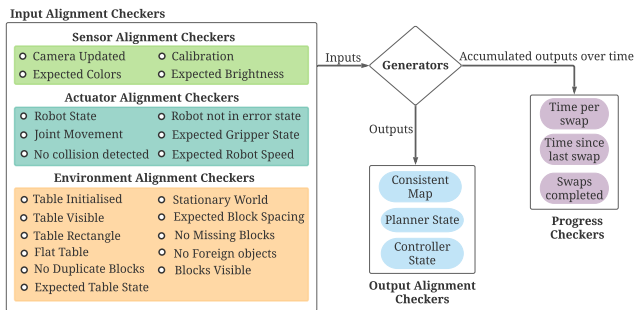 Input Alignment Checkers
Sensor Alignment Checkers
Camera Updated
Calibration
Expected Colors
Expected Brightness
Actuator Alignment Checkers
Robot State
Robot not in error state
Joint Movement
Expected Gripper State
No collision detected
Expected Robot Speed
Environment Alignment Checkers
Table Initialised
Stationary World
Table Visible
Expected Block Spacing
Table Rectangle
No Missing Blocks
Flat Table
No Foreign objects
No Duplicate Blocks
Blocks Visible
Expected Table State
Inputs
Generators
Accumulated outputs over time
Outputs
Consistent
Map
Planner State
Controller
State
Output Alignment
Checkers
Time per
swap
Time since
last swap
Swaps
completed
Progress
Checkers